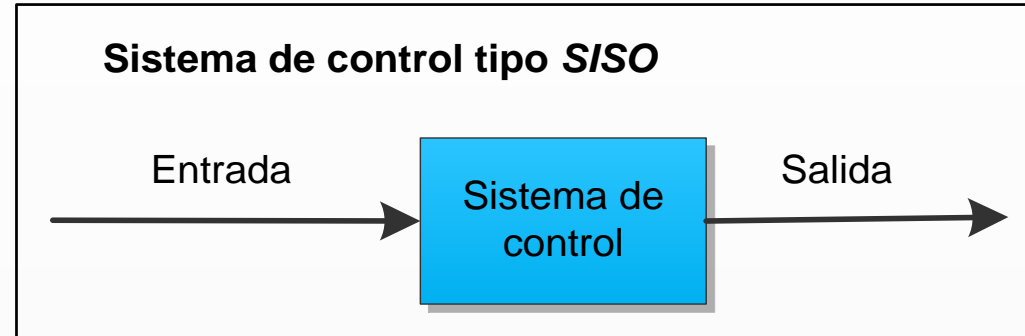 Sistema de control tipo SISO
Entrada
Sistema de
control
Salida